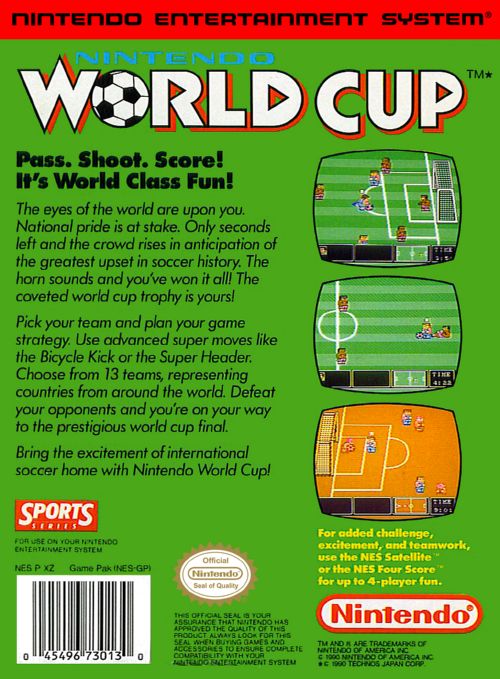 NINTENDO ENTERTAINMENT SYSTEM®
NINTENDO
WORLD CUP™*
Pass. Shoot. Score!
It's World Class Fun!
The eyes of the world are upon you.
National pride is at stake. Only seconds
left and the crowd rises in anticipation of
the greatest upset in soccer history. The
horn sounds and you've won it all! The
coveted world cup trophy is yours!
Pick your team and plan your game
strategy. Use advanced super moves like
the Bicycle Kick or the Super Header.
Choose from 13 teams, representing
countries from around the world. Defeat
your opponents and you're on your way
to the prestigious world cup final.
Bring the excitement of international
soccer home with Nintendo World Cup!
TIME
TIME
4:22
TIME
SPORTS
SERIES
FOR USE ON YOUR NINTENDO
ENTERTAINMENT SYSTEM
NES P XZ Game Pak (NES-GP)
0 45496 73013 0
Official
Nintendo
Seal of Quality
THIS OFFICIAL SEAL IS YOUR
ASSURANCE THAT NINTENDO HAS
APPROVED THE QUALITY OF THIS
PRODUCT. ALWAYS LOOK FOR THIS
SEAL WHEN BUYING GAMES AND
ACCESSORIES TO ENSURE COMPLETE
COMPATIBILITY WITH YOUR
NINTENDO ENTERTAINMENT SYSTEM
For added challenge,
excitement, and teamwork,
use the NES Satellite™
or the NES Four Score™
for up to 4-player fun.
Nintendo®
TM AND ® ARE TRADEMARKS OF
NINTENDO OF AMERICA INC.
© 1990 NINTENDO OF AMERICA INC.
*© 1990 TECHNOS JAPAN CORP.